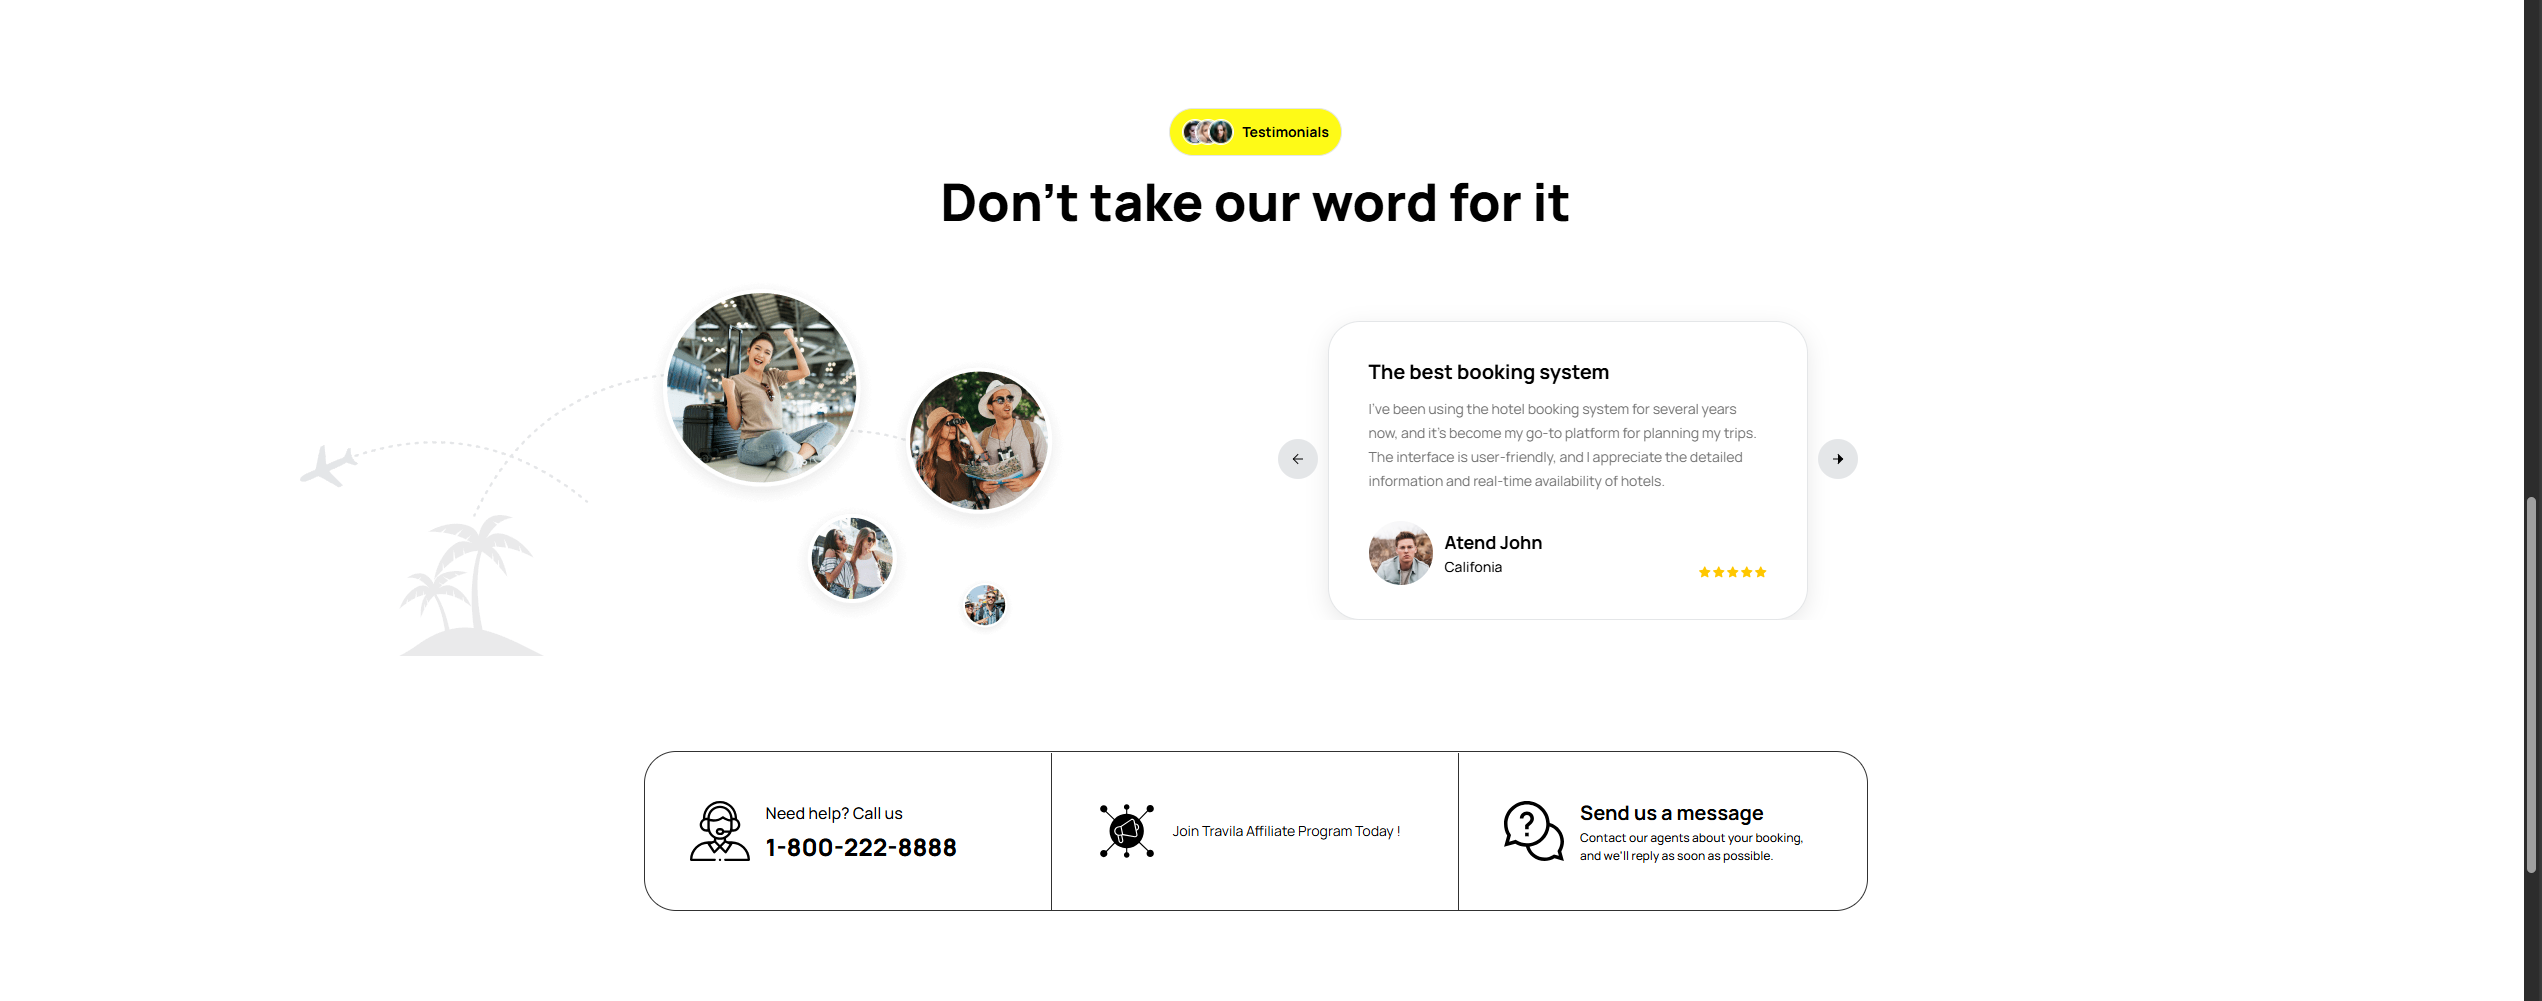 Testimonials
Don't take our word for it
The best booking system
I've been using the hotel booking system for several years
now, and it's become my go-to platform for planning my trips.
The interface is user-friendly, and I appreciate the detailed
information and real-time availability of hotels.
Atend John
Califonia
Need help? Call us
1-800-222-8888
Join Travila Affiliate Program Today !
Send us a message
Contact our agents about your booking,
and we'll reply as soon as possible.